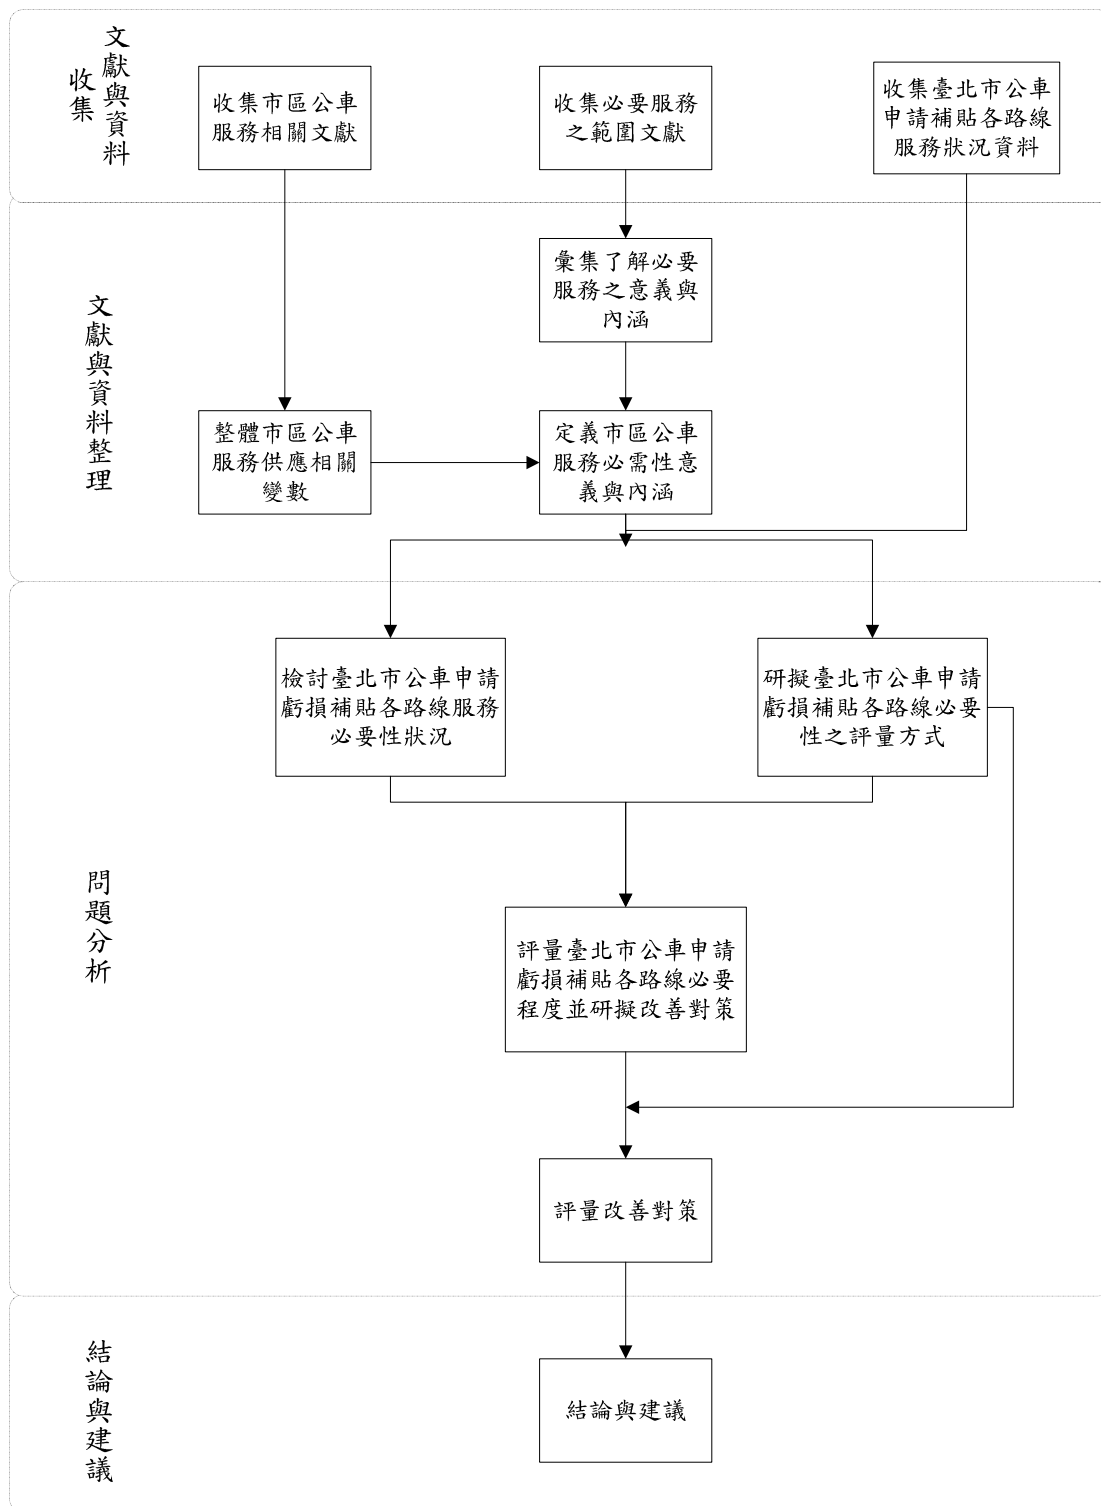 文獻與資料
收集
收集市區公車
服務相關文獻
收集必要服務
之範圍文獻
收集臺北市公車
申請補貼各路線
服務狀況資料
文獻與資料整理
彙集了解必要
服務之意義與
內涵
整體市區公車
服務供應相關
變數
定義市區公車
服務必需性意
義與內涵
問題分析
檢討臺北市公車申請
虧損補貼各路線服務
必要性狀況
研擬臺北市公車申請
虧損補貼各路線必要
性之評量方式
評量臺北市公車申請
虧損補貼各路線必要
程度並研擬改善對策
評量改善對策
結論與建議
結論與建議